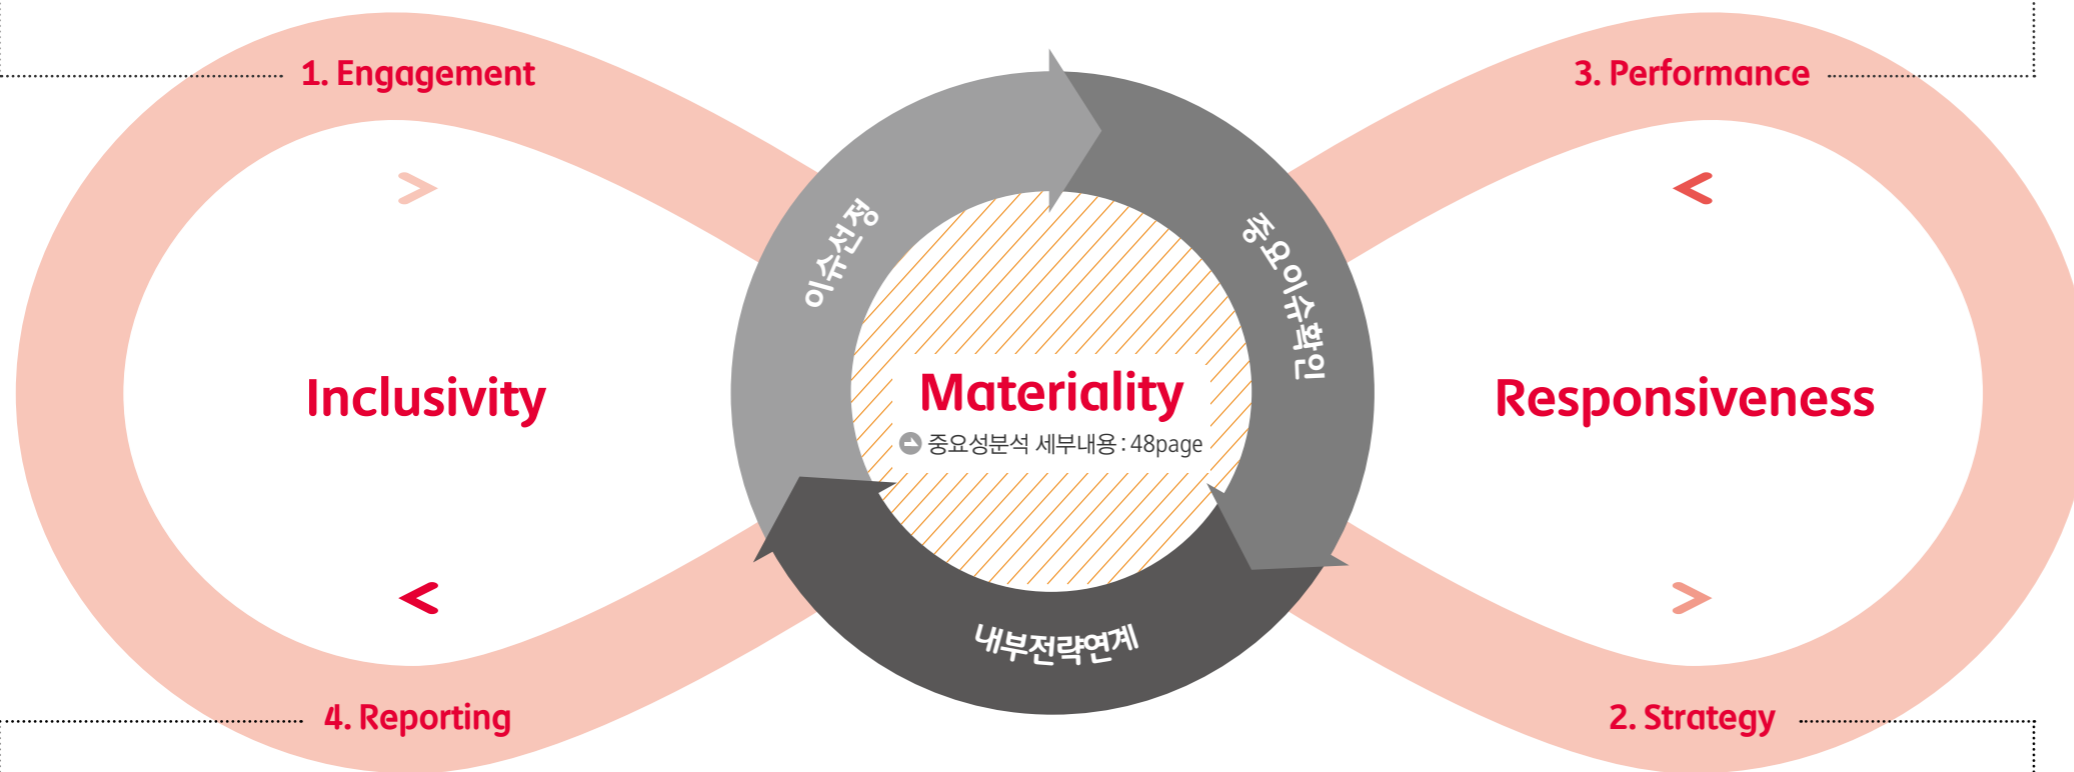 1. Engagement
3. Performance
이슈선정
중요이슈확인
Inclusivity
Materiality
중요성분석 세부내용 : 48page
Responsiveness
내부전략연계
4. Reporting
2. Strategy